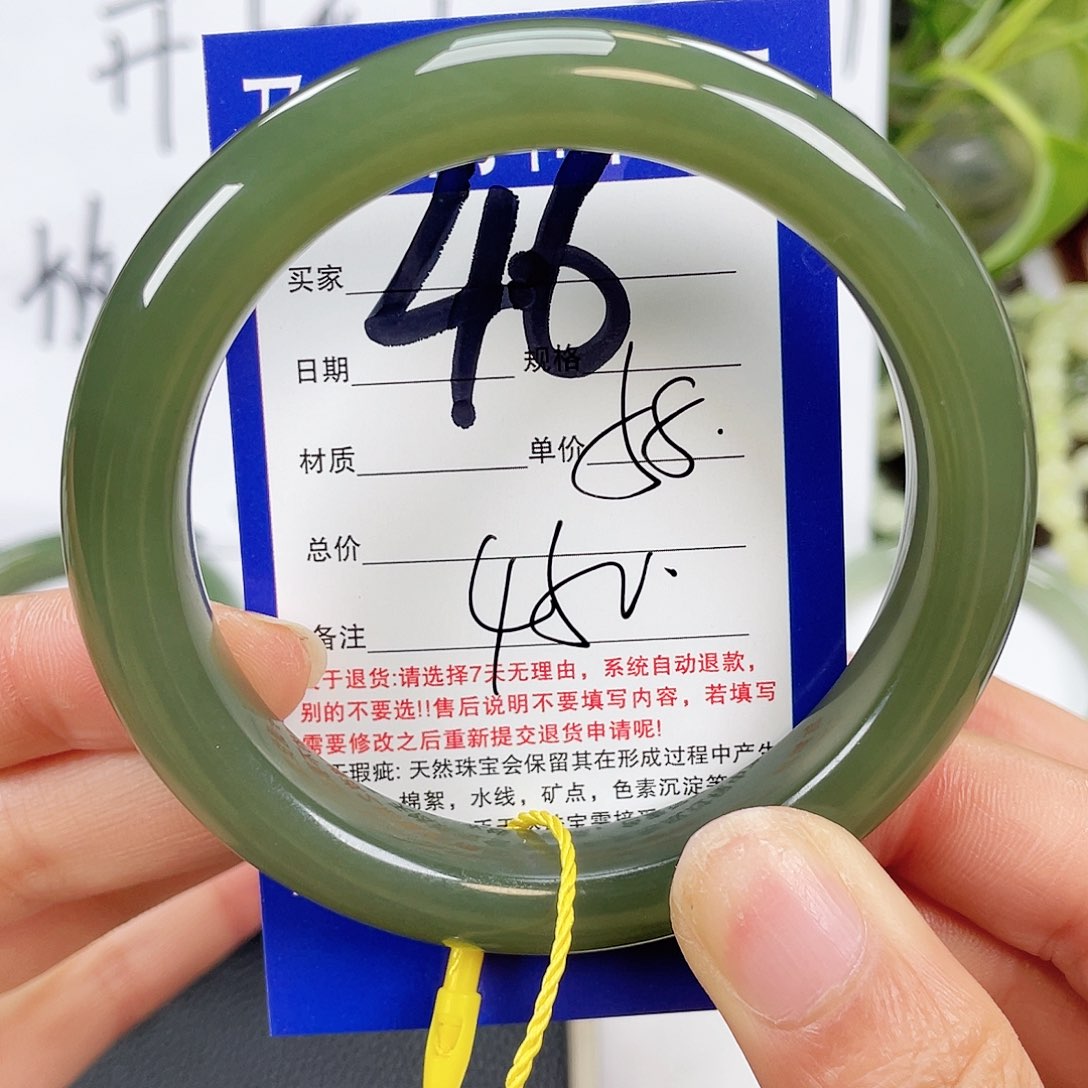 46
买家
日期 规格
58.
材质 单价
总价
452.
备注
于退货:请选择7天无理由，系统自动退款，
别的不要选!!售后说明不要填写内容，若填写
需要修改之后重新提交退货申请呢!
瑕疵: 天然珠宝会保留其在形成过程中产生
棉絮，水线，矿点，色素沉淀等